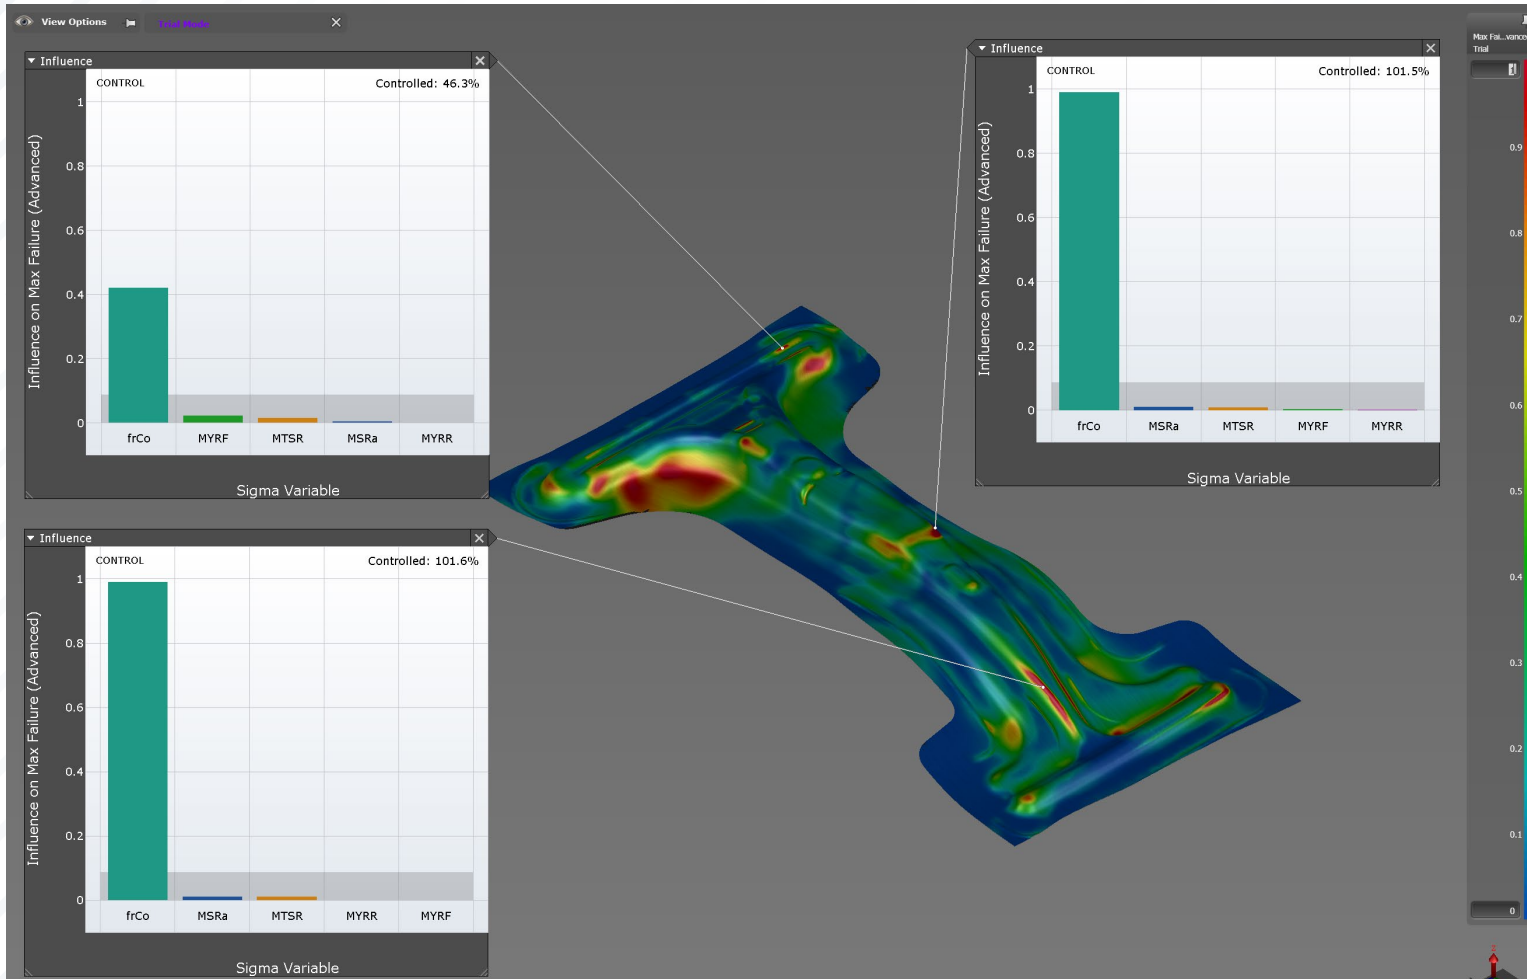 View Options
Trial Mode
Influence
CONTROL
Controlled: 46.3%
Influence on Max Failure (Advanced)
1
0.8
0.6
0.4
0.2
0
frCo
MYRF
MTSR
MSRa
MYRR
Sigma Variable
Influence
CONTROL
Controlled: 101.5%
Influence on Max Failure (Advanced)
1
0.8
0.6
0.4
0.2
0
frCo
MSRa
MTSR
MYRF
MYRR
Sigma Variable
Influence
CONTROL
Controlled: 101.6%
Influence on Max Failure (Advanced)
1
0.8
0.6
0.4
0.2
0
frCo
MSRa
MTSR
MYRR
MYRF
Sigma Variable
Max Fai...vanced
Trial
0.9
0.8
0.7
0.6
0.5
0.4
0.3
0.2
0.1
0